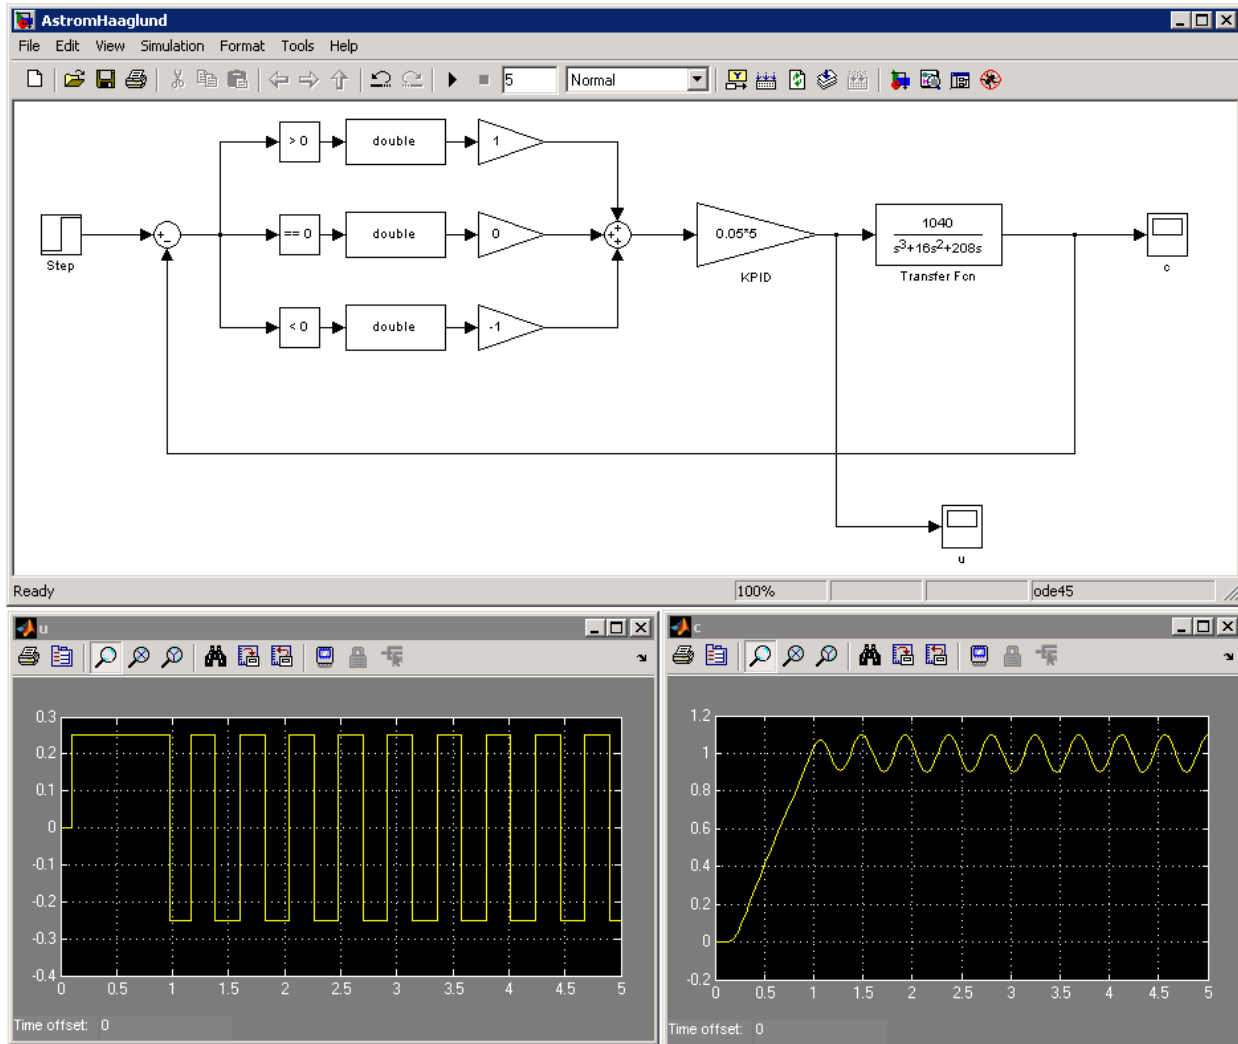 AstromHaaglund
File Edit View Simulation Format Tools Help
5 Normal
> 0 double 1
Step
+ −
== 0 double 0
+ + +
0.05*5
KPID
1040
s³+16s²+208s
Transfer Fcn
c
< 0 double -1
u
Ready 100% ode45
u
0.3
0.2
0.1
0
-0.1
-0.2
-0.3
-0.4
0 0.5 1 1.5 2 2.5 3 3.5 4 4.5 5
Time offset: 0
c
1.2
1
0.8
0.6
0.4
0.2
0
-0.2
0 0.5 1 1.5 2 2.5 3 3.5 4 4.5 5
Time offset: 0